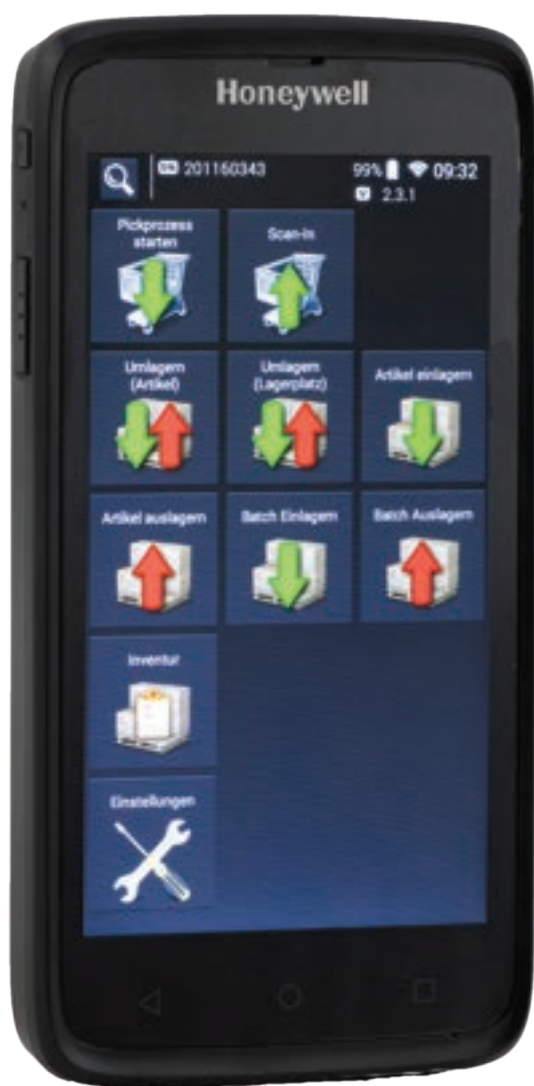 Honeywell
201160343
99% 09:32
2.3.1
Pickprozess
starten
Scan-In
Umlagern
(Artikel)
Umlagern
(Lagerplatz)
Artikel einlagern
Artikel auslagern
Batch Einlagern
Batch Auslagern
Inventur
Einstellungen